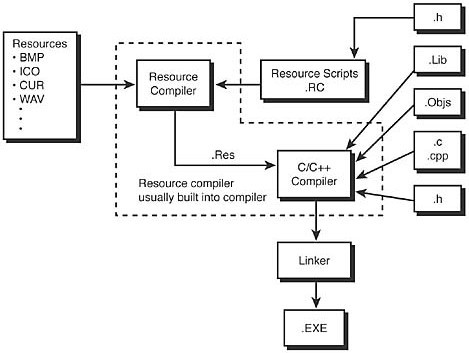 .h
Resources
• BMP
• ICO
• CUR
• WAV
•
•
•
Resource
Compiler
Resource Scripts
.RC
.Lib
.Objs
.Res
C/C++
Compiler
.c
.cpp
Resource compiler
usually built into compiler
.h
Linker
.EXE